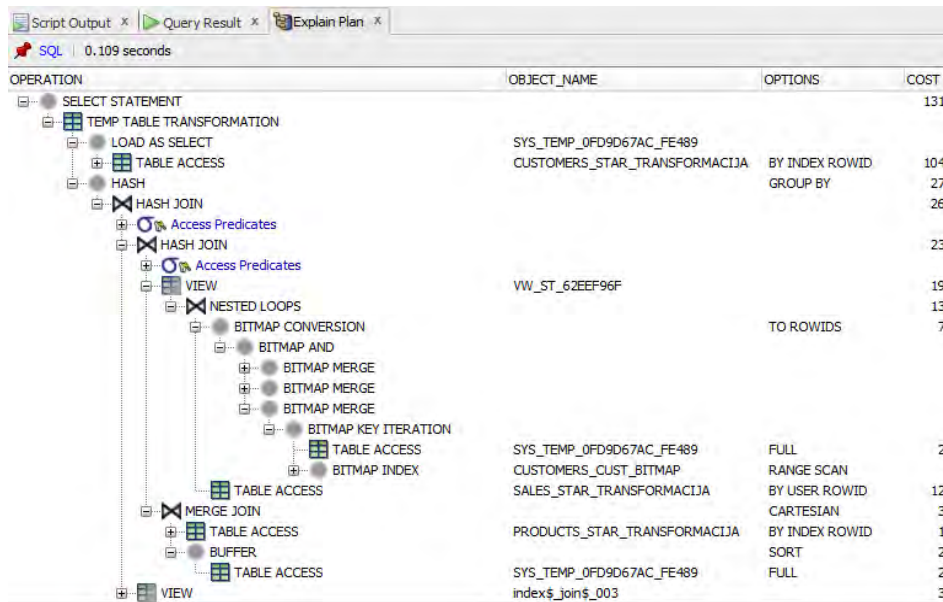 Script Output x Query Result x Explain Plan x
SQL | 0.109 seconds
OPERATION OBJECT_NAME OPTIONS COST
SELECT STATEMENT 131
TEMP TABLE TRANSFORMATION
LOAD AS SELECT SYS_TEMP_0FD9D67AC_FE489
TABLE ACCESS CUSTOMERS_STAR_TRANSFORMACIJA BY INDEX ROWID 104
HASH GROUP BY 27
HASH JOIN 26
Access Predicates
HASH JOIN 23
Access Predicates
VIEW VW_ST_62EEF96F 19
NESTED LOOPS 13
BITMAP CONVERSION TO ROWIDS 7
BITMAP AND
BITMAP MERGE
BITMAP MERGE
BITMAP MERGE
BITMAP KEY ITERATION
TABLE ACCESS SYS_TEMP_0FD9D67AC_FE489 FULL 2
BITMAP INDEX CUSTOMERS_CUST_BITMAP RANGE SCAN
TABLE ACCESS SALES_STAR_TRANSFORMACIJA BY USER ROWID 12
MERGE JOIN CARTESIAN 3
TABLE ACCESS PRODUCTS_STAR_TRANSFORMACIJA BY INDEX ROWID 1
BUFFER SORT 2
TABLE ACCESS SYS_TEMP_0FD9D67AC_FE489 FULL 2
VIEW index$_join$_003 3